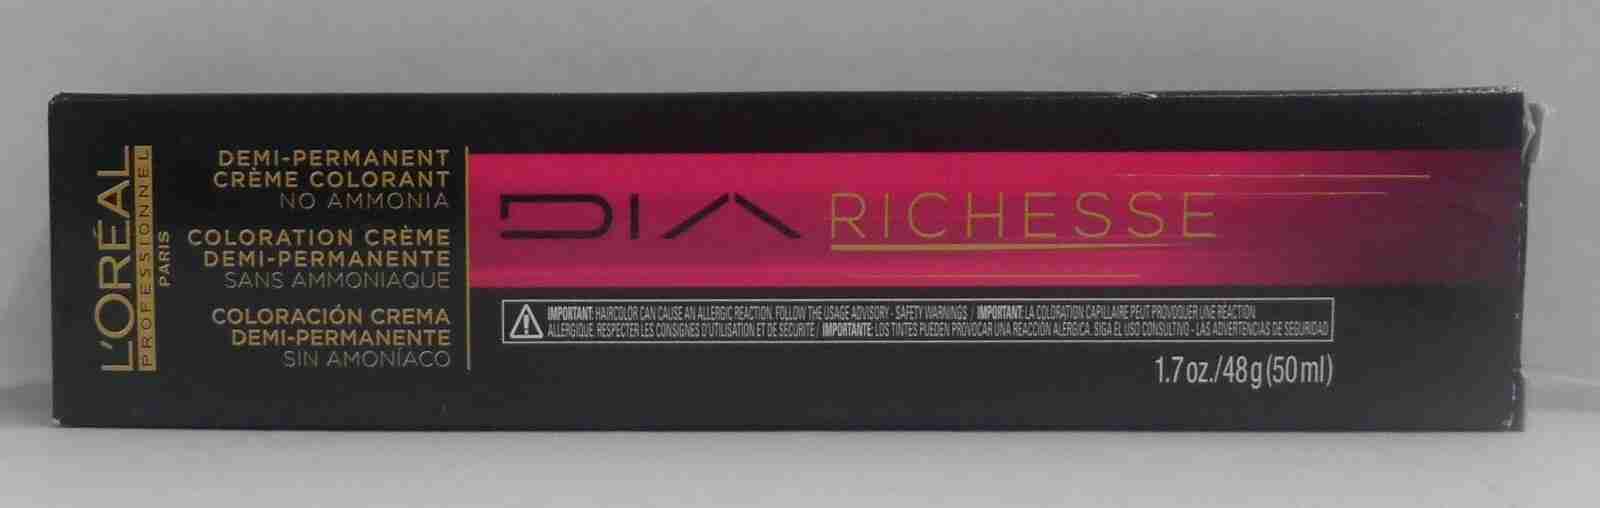 L'ORÉAL
PROFESSIONNEL
PARIS
DEMI-PERMANENT
CRÈME COLORANT
NO AMMONIA
COLORATION CRÈME
DEMI-PERMANENTE
SANS AMMONIAQUE
COLORACIÓN CREMA
DEMI-PERMANENTE
SIN AMONÍACO
DIA RICHESSE
IMPORTANT: HAIRCOLOR CAN CAUSE AN ALLERGIC REACTION. FOLLOW THE USAGE ADVISORY - SAFETY WARNINGS / IMPORTANT: LA COLORATION CAPILLAIRE PEUT PROVOQUER UNE RÉACTION
ALLERGIQUE. RESPECTER LES CONSIGNES D'UTILISATION ET DE SÉCURITÉ / IMPORTANTE: LOS TINTES PUEDEN PROVOCAR UNA REACCIÓN ALÉRGICA. SIGA EL USO CONSULTIVO - LAS ADVERTENCIAS DE SEGURIDAD
1.7 oz./48 g (50 ml)